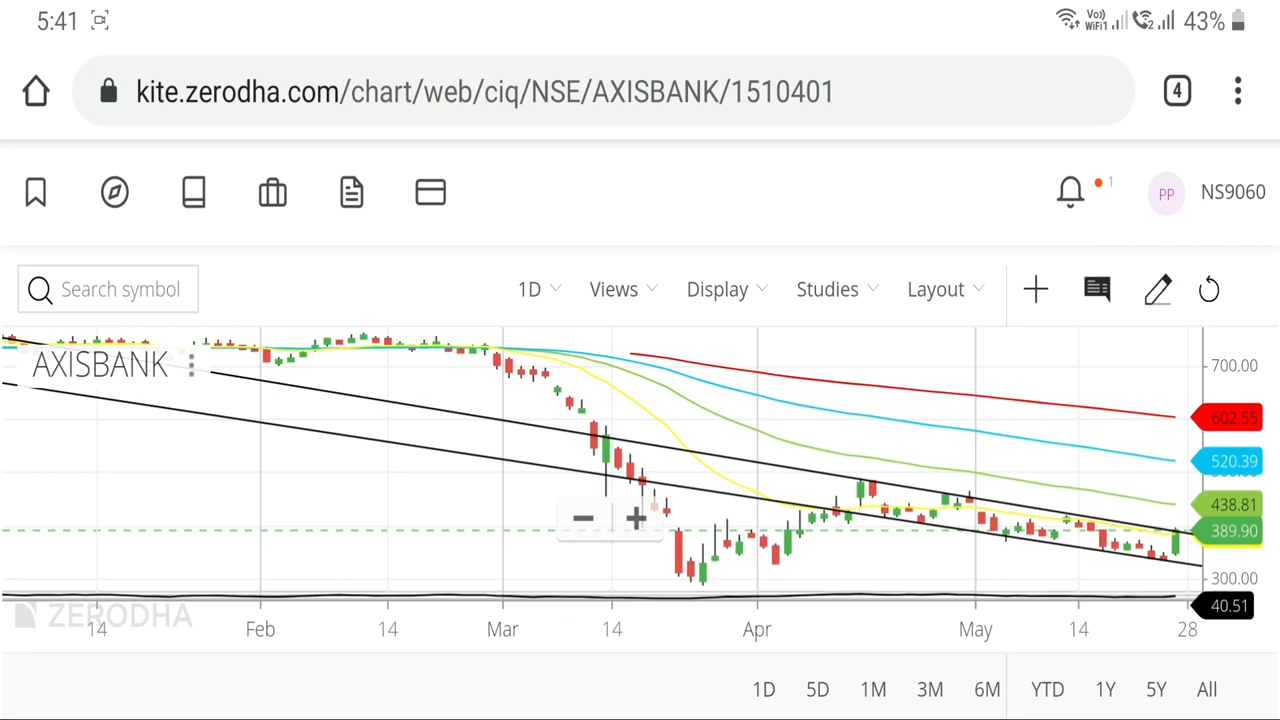 5:41 Vo) WiFi1 2 43%
kite.zerodha.com/chart/web/ciq/NSE/AXISBANK/1510401 4
1 PP NS9060
Search symbol 1D Views Display Studies Layout
AXISBANK
700.00
602.55
520.39
438.81
389.90
300.00
40.51
ZERODHA
14 Feb 14 Mar 14 Apr May 14 28
1D 5D 1M 3M 6M YTD 1Y 5Y All